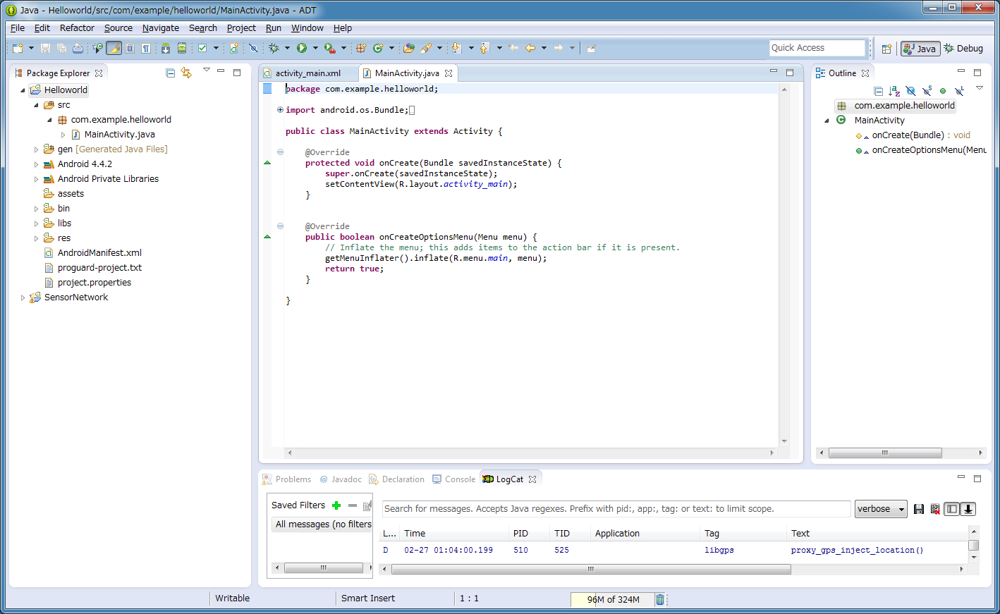 Java - Helloworld/src/com/example/helloworld/MainActivity.java - ADT
File Edit Refactor Source Navigate Search Project Run Window Help
Quick Access
Java
Debug
Package Explorer
Helloworld
src
com.example.helloworld
MainActivity.java
gen [Generated Java Files]
Android 4.4.2
Android Private Libraries
assets
bin
libs
res
AndroidManifest.xml
proguard-project.txt
project.properties
SensorNetwork
activity_main.xml
MainActivity.java
package com.example.helloworld;
import android.os.Bundle;
public class MainActivity extends Activity {
@Override
protected void onCreate(Bundle savedInstanceState) {
super.onCreate(savedInstanceState);
setContentView(R.layout.activity_main);
}
@Override
public boolean onCreateOptionsMenu(Menu menu) {
// Inflate the menu; this adds items to the action bar if it is present.
getMenuInflater().inflate(R.menu.main, menu);
return true;
}
}
Outline
com.example.helloworld
MainActivity
onCreate(Bundle) : void
onCreateOptionsMenu(Menu
Problems @ Javadoc Declaration Console LogCat
Saved Filters
All messages (no filters
Search for messages. Accepts Java regexes. Prefix with pid:, app:, tag: or text: to limit scope.
verbose
L... Time PID TID Application Tag Text
D 02-27 01:04:00.199 510 525 libgps proxy_gps_inject_location()
Writable Smart Insert 1 : 1 96M of 324M